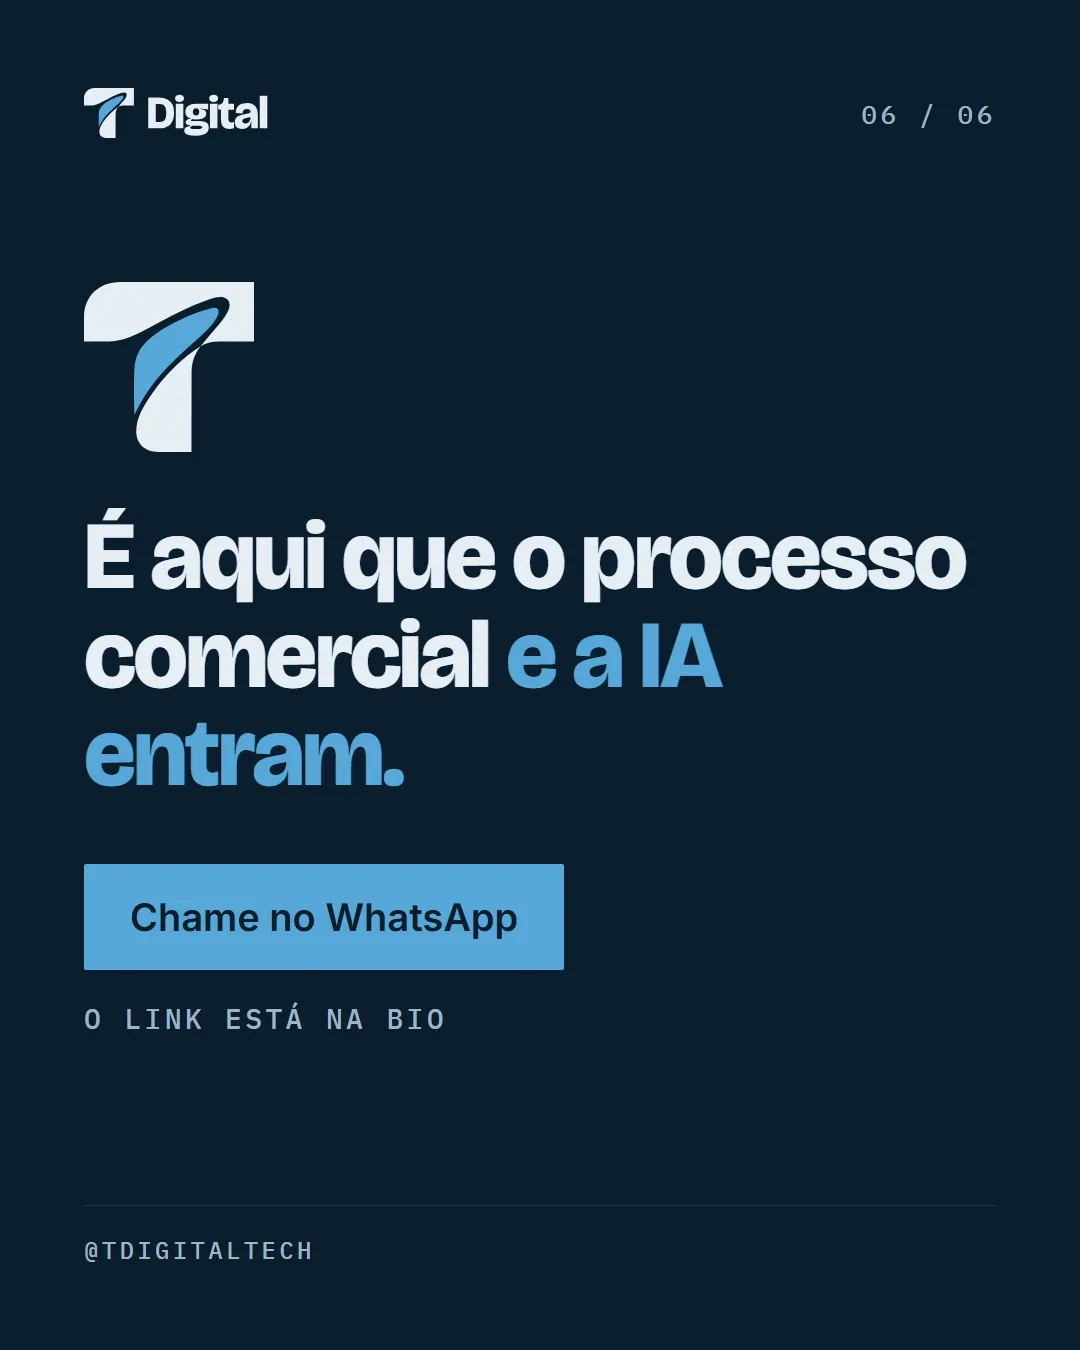 T Digital
06 / 06
T
É aqui que o processo
comercial e a IA
entram.
Chame no WhatsApp
O LINK ESTÁ NA BIO
@TDIGITALTECH